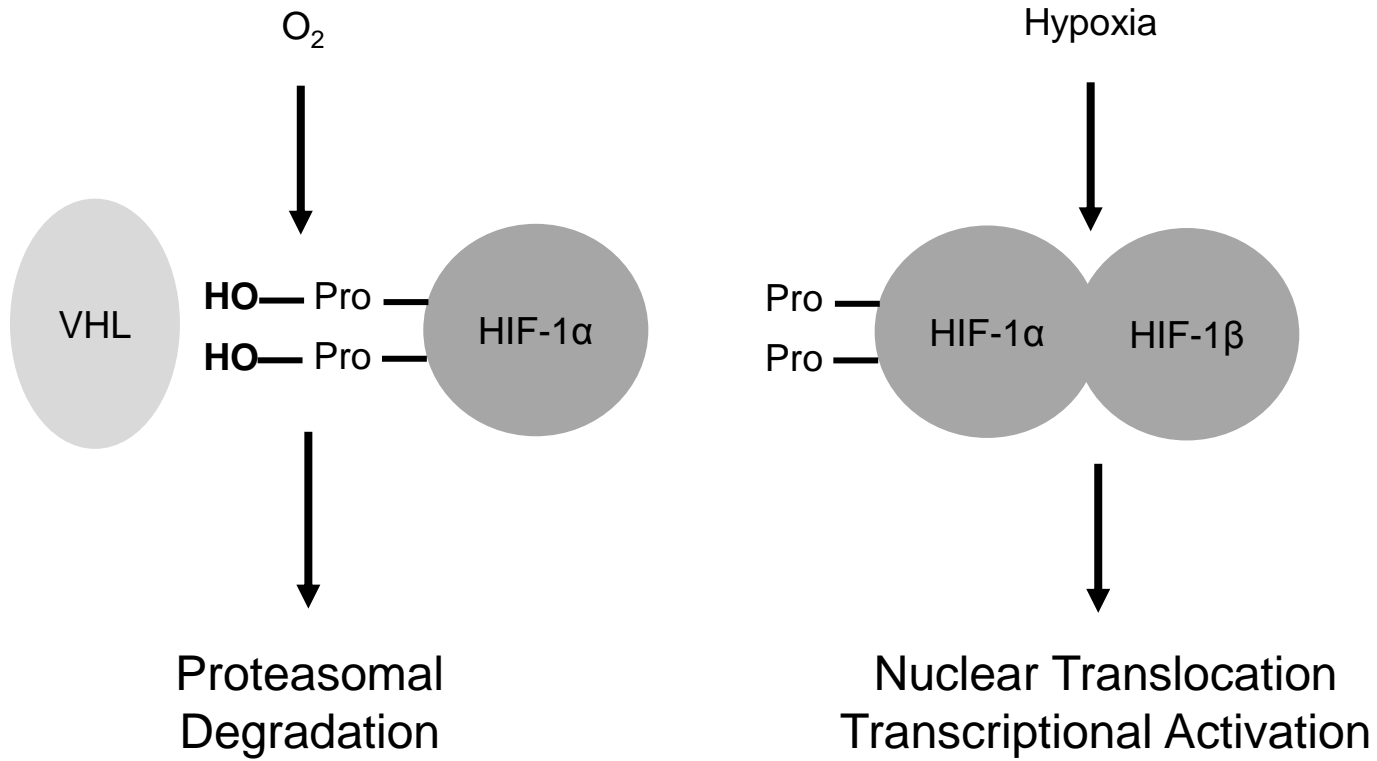 O₂
Hypoxia
VHL
HO Pro
HO Pro
HIF-1α
Pro
Pro
HIF-1α
HIF-1β
Proteasomal
Degradation
Nuclear Translocation
Transcriptional Activation